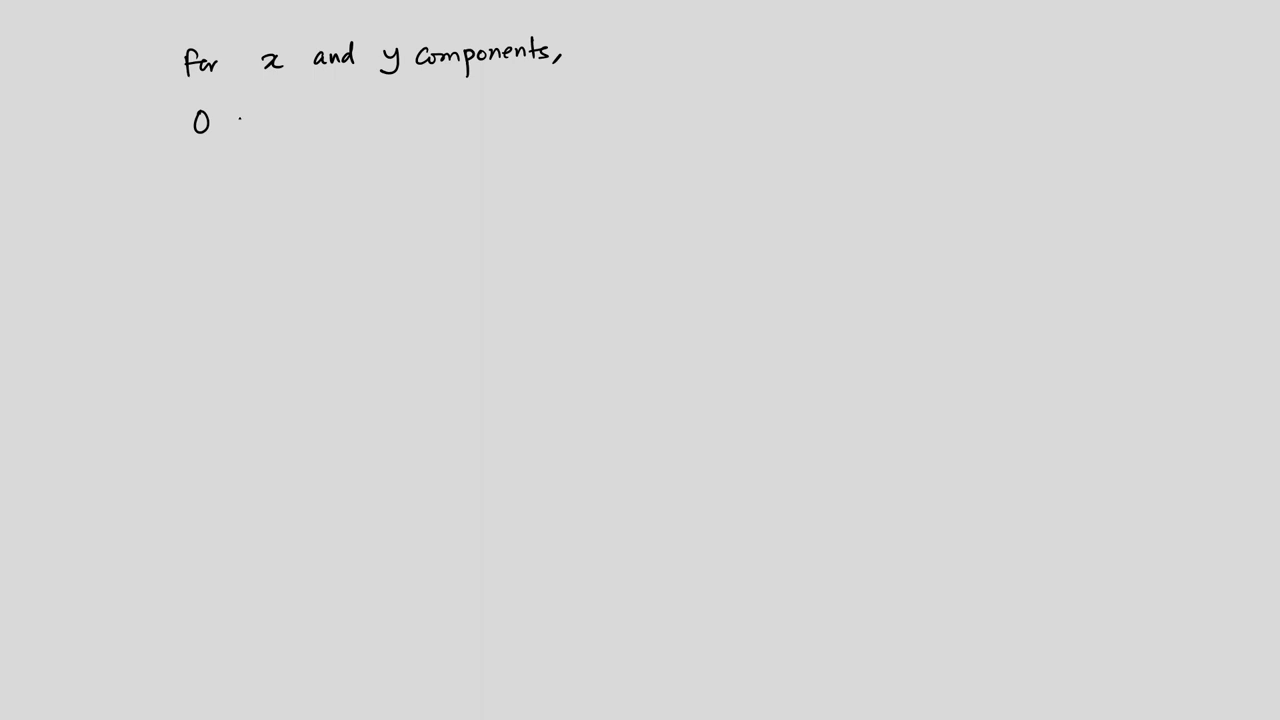 for x and y components,
0 .